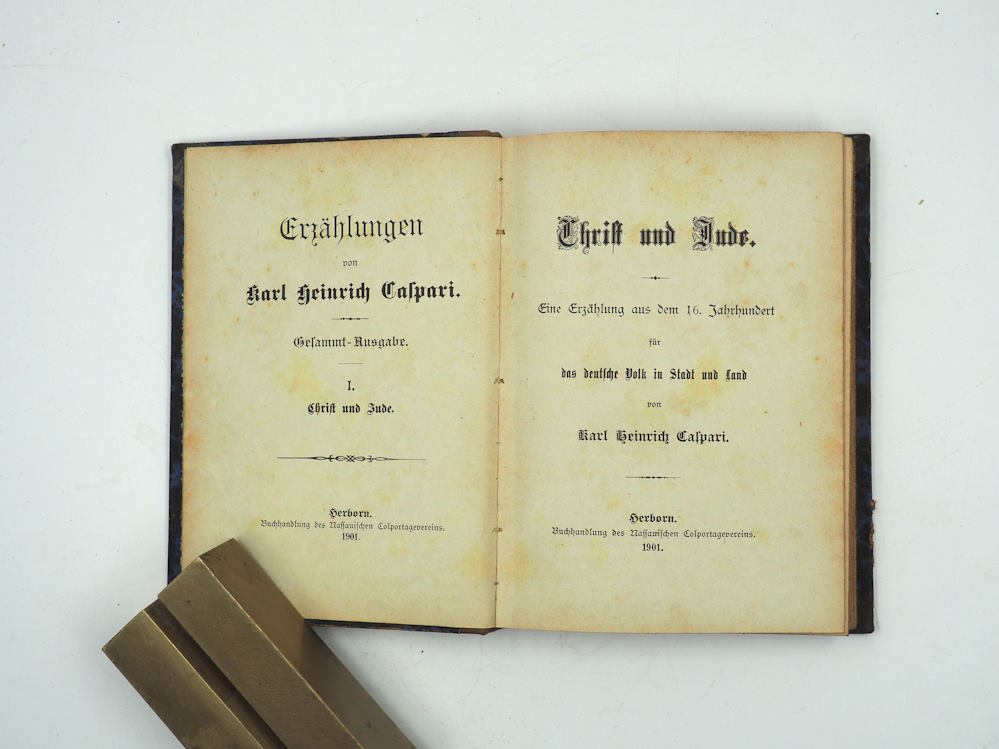 Erzählungen
von
Karl Heinrich Caspari.
Gesammt-Ausgabe.
I.
Christ und Jude.
Herborn.
Buchhandlung des Nassauischen Colportagevereins.
1901.
Christ und Jude.
Eine Erzählung aus dem 16. Jahrhundert
für
das deutsche Volk in Stadt und Land
von
Karl Heinrich Caspari.
Herborn.
Buchhandlung des Nassauischen Colportagevereins.
1901.